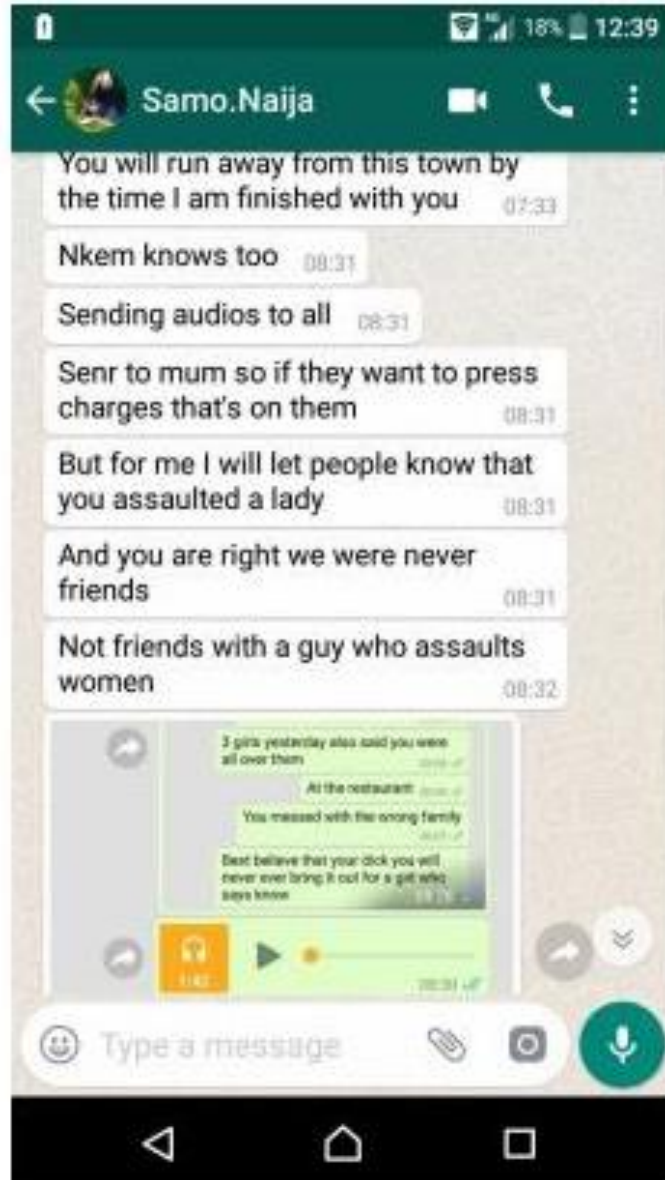 18% 12:39
Samo.Naija
You will run away from this town by
the time I am finished with you 07:33
Nkem knows too 08:31
Sending audios to all 08:31
Senr to mum so if they want to press
charges that's on them 08:31
But for me I will let people know that
you assaulted a lady 08:31
And you are right we were never
friends 08:31
Not friends with a guy who assaults
women 08:32
3 girls yesterday also said you were
all over them
At the restaurant
You messed with the wrong family
Best believe that your dick you will
never ever bring it out for a girl who
says know
Type a message